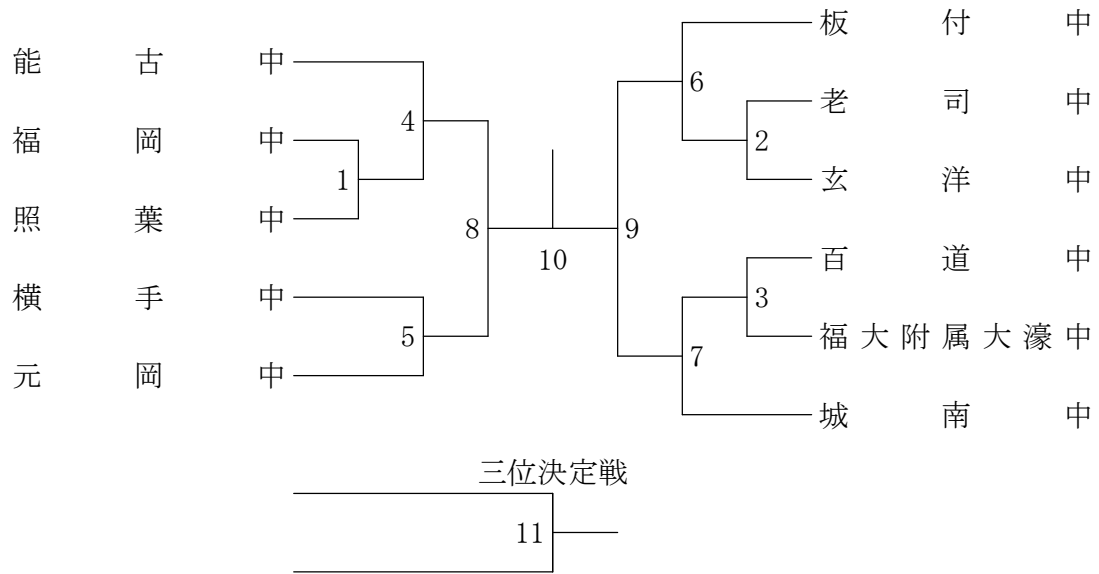 能古中
4
福岡中
1
照葉中
8
横手中
5
元岡中
10
板付中
6
老司中
2
玄洋中
9
百道中
3
福大附属大濠中
7
城南中
三位決定戦
11